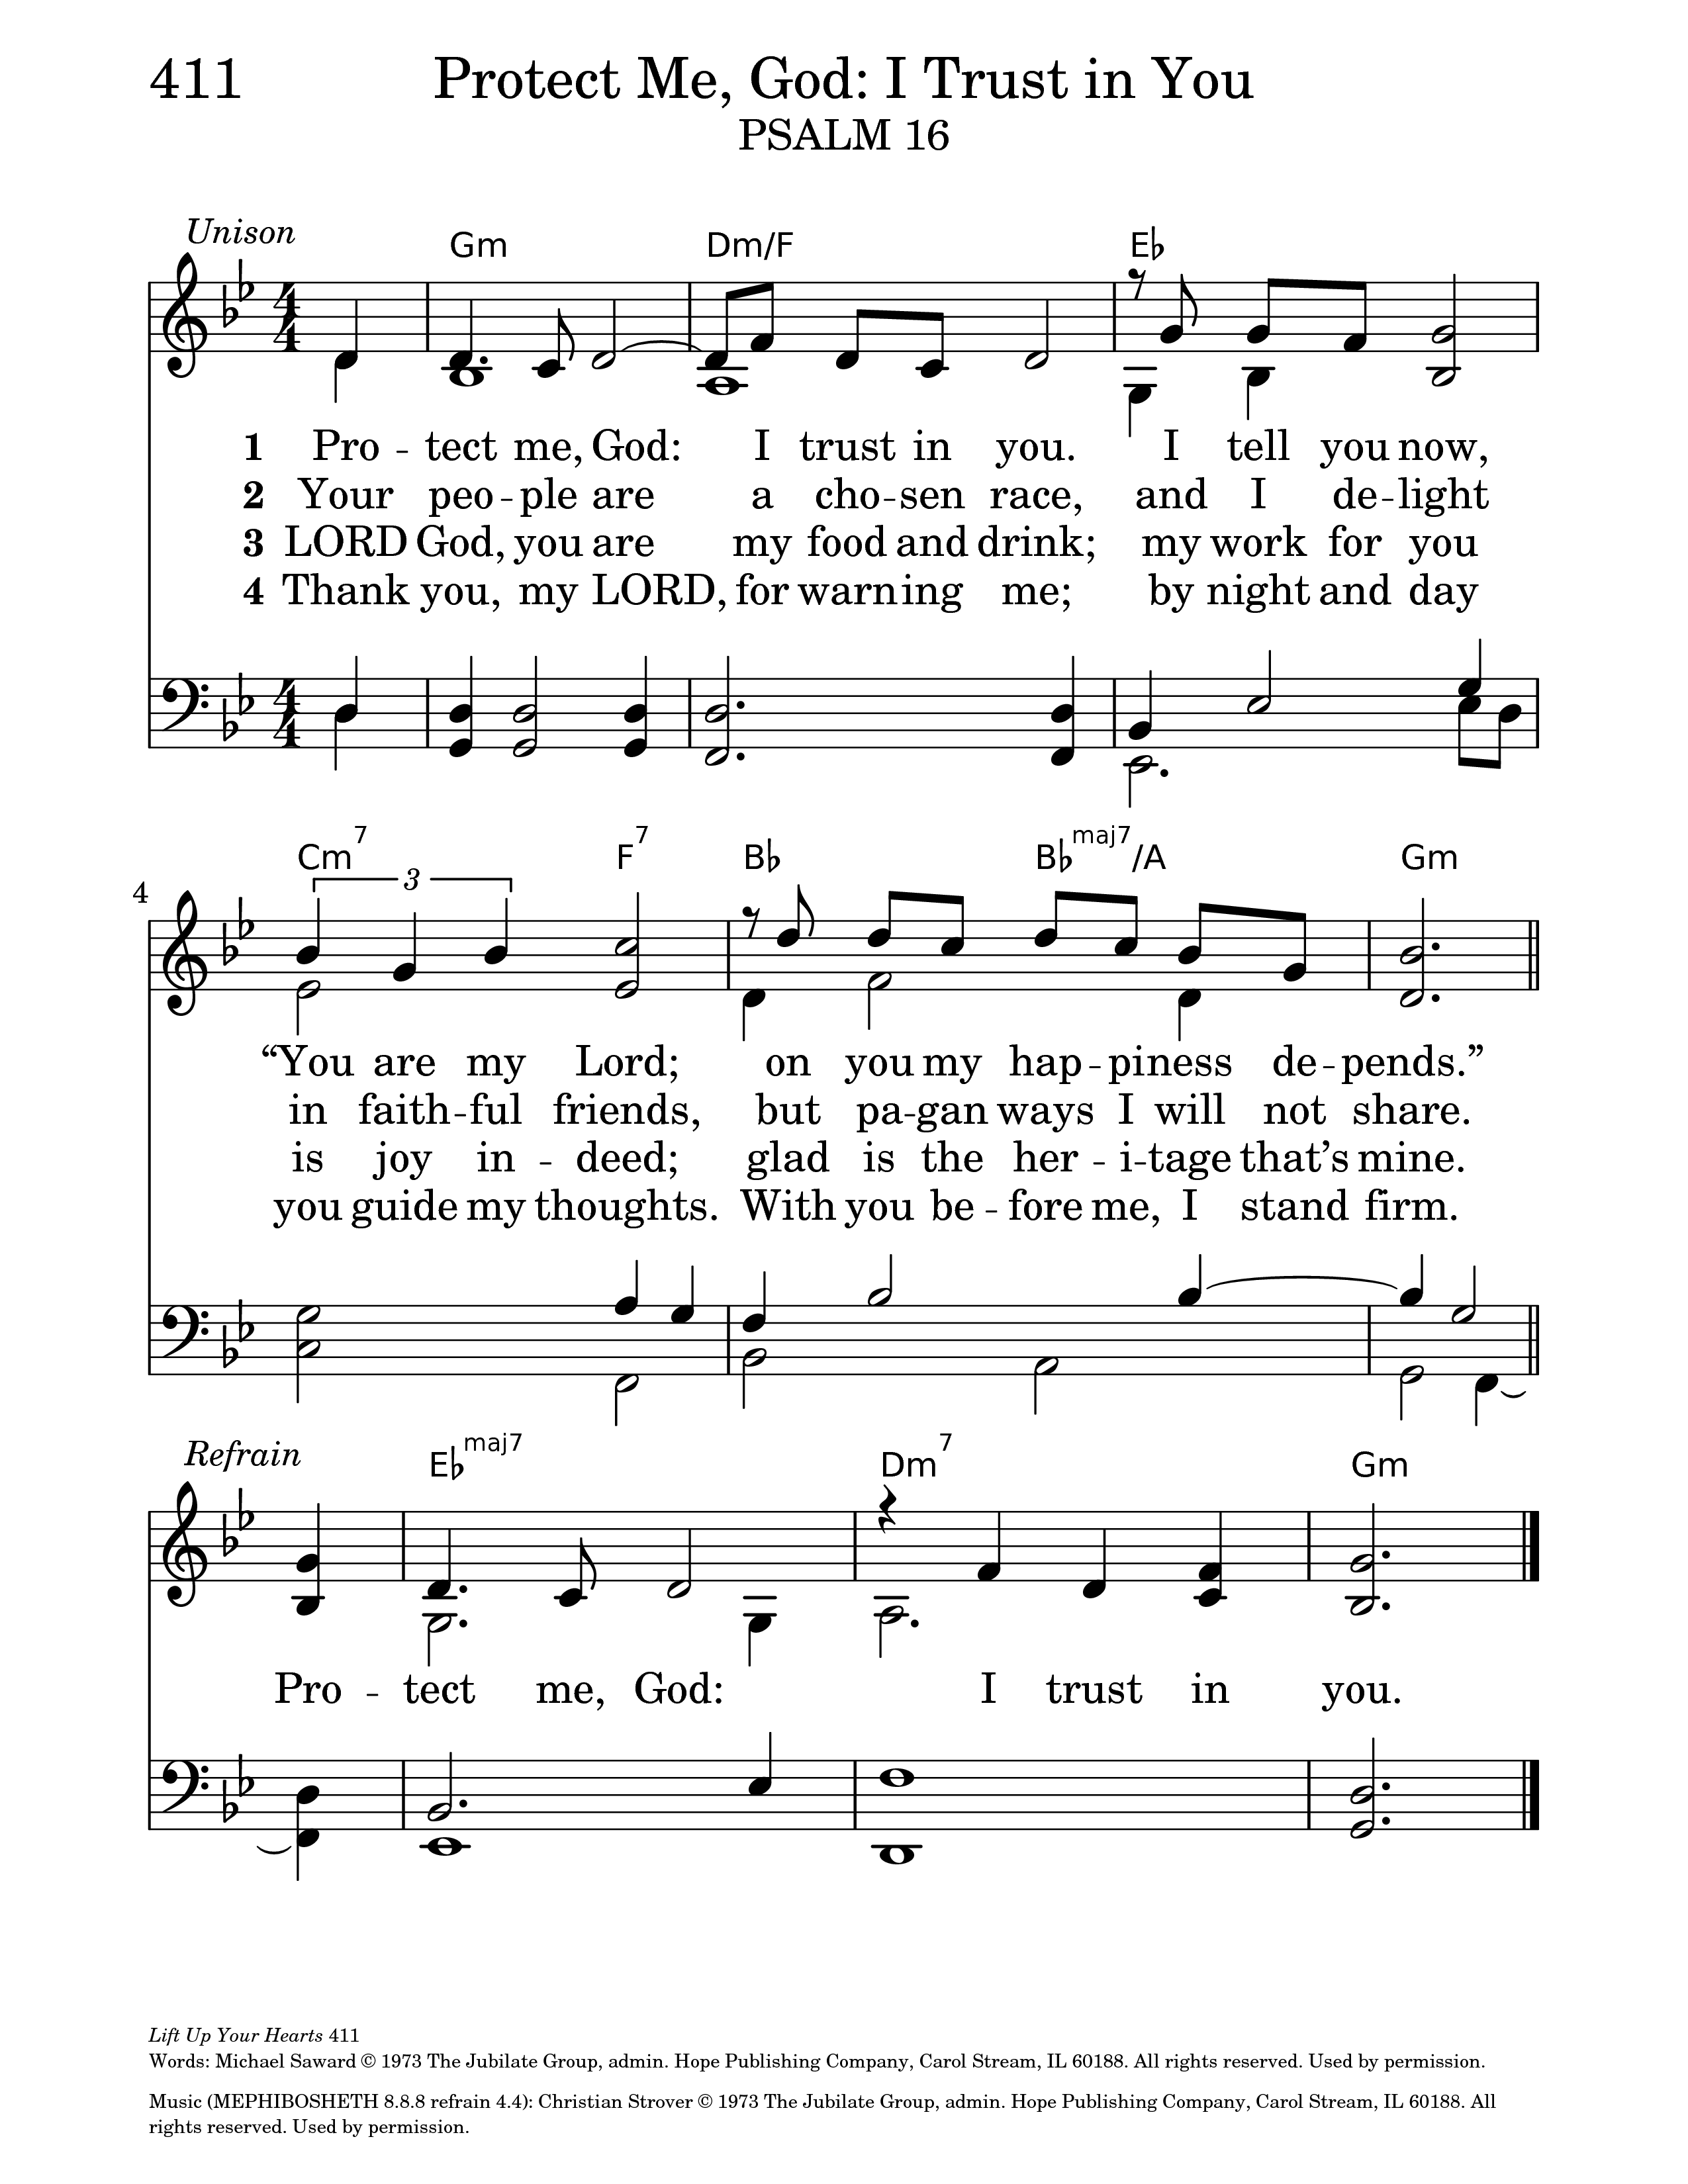 411 Protect Me, God: I Trust in You
PSALM 16
Unison Gm Dm/F E♭
4 4
1 Pro - tect me, God: I trust in you. I tell you now,
2 Your peo - ple are a cho - sen race, and I de - light
3 LORD God, you are my food and drink; my work for you
4 Thank you, my LORD, for warn - ing me; by night and day
4 4
Cm7 F7 B♭ B♭maj7/A Gm
4 3
“You are my Lord; on you my hap - piness de - pends.”
in faith - ful friends, but pa - gan ways I will not share.
is joy in - deed; glad is the her - i - tage that’s mine.
you guide my thoughts. With you be - fore me, I stand firm.
Refrain E♭maj7 Dm7 Gm
Pro - tect me, God: I trust in you.
Lift Up Your Hearts 411
Words: Michael Saward © 1973 The Jubilate Group, admin. Hope Publishing Company, Carol Stream, IL 60188. All rights reserved. Used by permission.
Music (MEPHIBOSHETH 8.8.8 refrain 4.4): Christian Strover © 1973 The Jubilate Group, admin. Hope Publishing Company, Carol Stream, IL 60188. All
rights reserved. Used by permission.